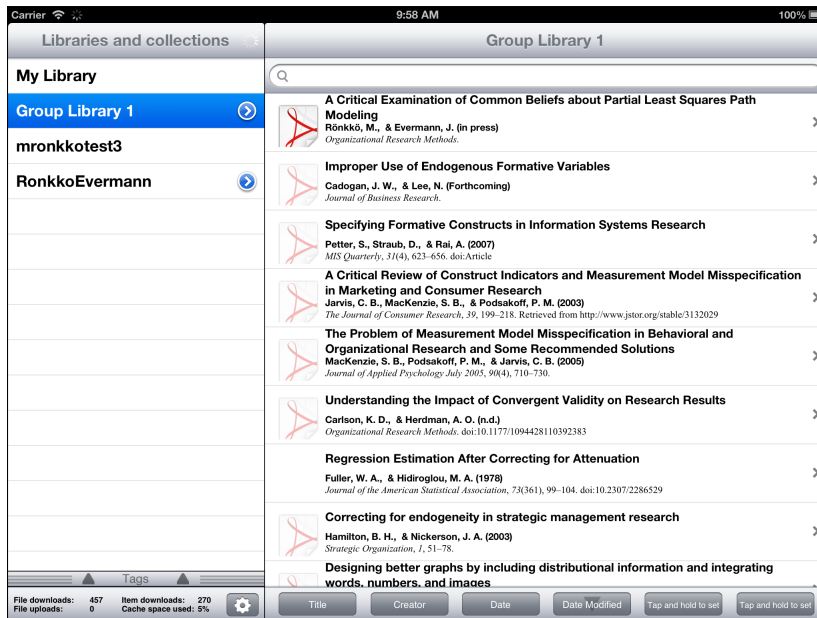 Carrier 9:58 AM 100%
Libraries and collections
My Library
Group Library 1
mronkkotest3
RonkkoEvermann
Tags
File downloads: 457 Item downloads: 270
File uploads: 0 Cache space used: 5%
Group Library 1
A Critical Examination of Common Beliefs about Partial Least Squares Path
Modeling
Rönkkö, M., & Evermann, J. (in press)
Organizational Research Methods.
Improper Use of Endogenous Formative Variables
Cadogan, J. W., & Lee, N. (Forthcoming)
Journal of Business Research.
Specifying Formative Constructs in Information Systems Research
Petter, S., Straub, D., & Rai, A. (2007)
MIS Quarterly, 31(4), 623–656. doi:Article
A Critical Review of Construct Indicators and Measurement Model Misspecification
in Marketing and Consumer Research
Jarvis, C. B., MacKenzie, S. B., & Podsakoff, P. M. (2003)
The Journal of Consumer Research, 39, 199–218. Retrieved from http://www.jstor.org/stable/3132029
The Problem of Measurement Model Misspecification in Behavioral and
Organizational Research and Some Recommended Solutions
MacKenzie, S. B., Podsakoff, P. M., & Jarvis, C. B. (2005)
Journal of Applied Psychology July 2005, 90(4), 710–730.
Understanding the Impact of Convergent Validity on Research Results
Carlson, K. D., & Herdman, A. O. (n.d.)
Organizational Research Methods. doi:10.1177/1094428110392383
Regression Estimation After Correcting for Attenuation
Fuller, W. A., & Hidiroglou, M. A. (1978)
Journal of the American Statistical Association, 73(361), 99–104. doi:10.2307/2286529
Correcting for endogeneity in strategic management research
Hamilton, B. H., & Nickerson, J. A. (2003)
Strategic Organization, 1, 51–78.
Designing better graphs by including distributional information and integrating
words, numbers, and images
Title Creator Date Date Modified Tap and hold to set Tap and hold to set